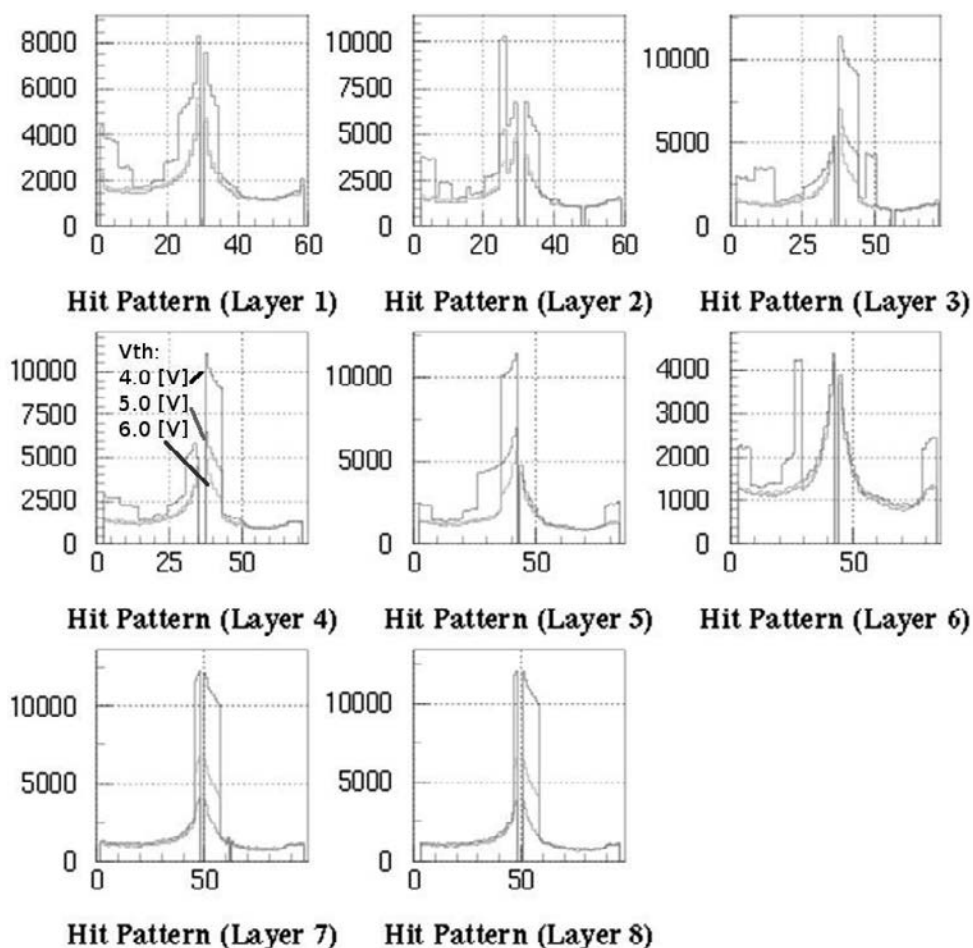 8000
6000
4000
2000
0
0 20 40 60
Hit Pattern (Layer 1)
10000
7500
5000
2500
0
0 20 40 60
Hit Pattern (Layer 2)
10000
5000
0
0 25 50
Hit Pattern (Layer 3)
10000
7500
5000
2500
0
0 25 50
Vth:
4.0 [V]
5.0 [V]
6.0 [V]
Hit Pattern (Layer 4)
10000
5000
0
0 50
Hit Pattern (Layer 5)
4000
3000
2000
1000
0
0 50
Hit Pattern (Layer 6)
10000
5000
0
0 50
Hit Pattern (Layer 7)
10000
5000
0
0 50
Hit Pattern (Layer 8)